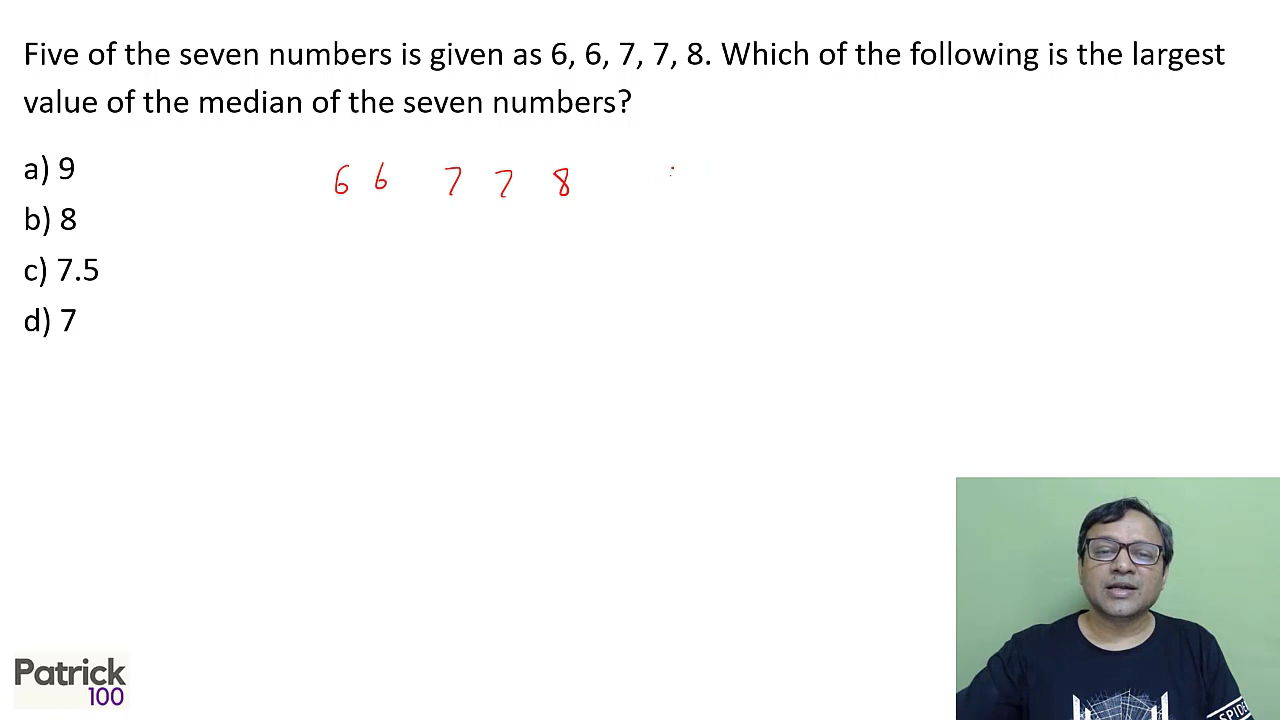 Five of the seven numbers is given as 6, 6, 7, 7, 8. Which of the following is the largest
value of the median of the seven numbers?
a) 9
6 6 7 7 8
b) 8
c) 7.5
d) 7
Patrick
100
SPIDE